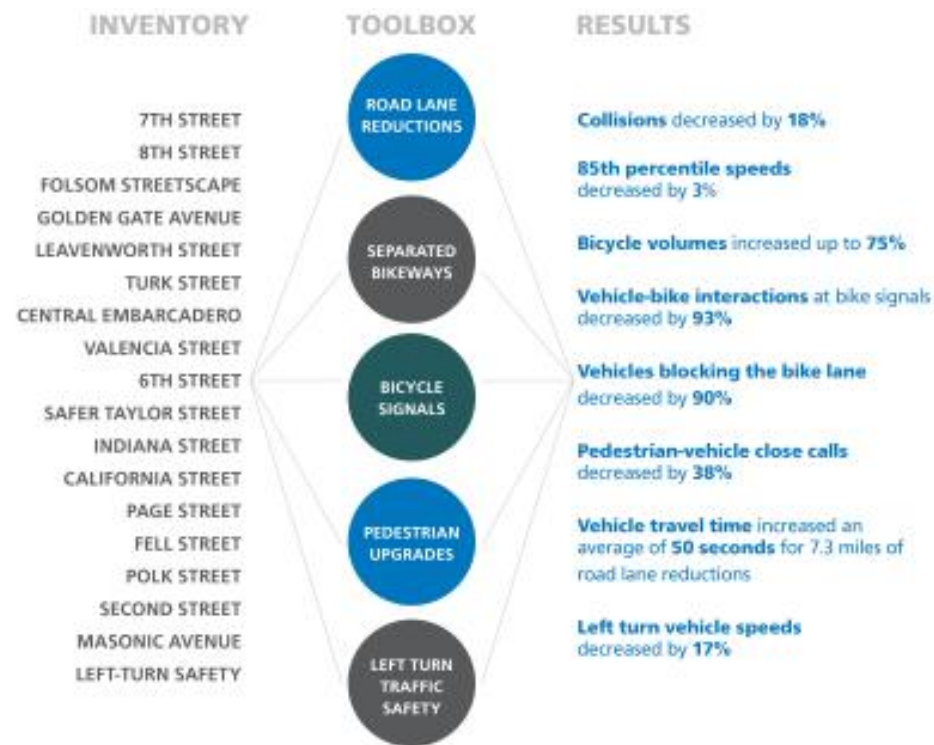 INVENTORY
7TH STREET
8TH STREET
FOLSOM STREETSCAPE
GOLDEN GATE AVENUE
LEAVENWORTH STREET
TURK STREET
CENTRAL EMBARCADERO
VALENCIA STREET
6TH STREET
SAFER TAYLOR STREET
INDIANA STREET
CALIFORNIA STREET
PAGE STREET
FELL STREET
POLK STREET
SECOND STREET
MASONIC AVENUE
LEFT-TURN SAFETY
TOOLBOX
ROAD LANE
REDUCTIONS
SEPARATED
BIKEWAYS
BICYCLE
SIGNALS
PEDESTRIAN
UPGRADES
LEFT TURN
TRAFFIC
SAFETY
RESULTS
Collisions decreased by 18%
85th percentile speeds
decreased by 3%
Bicycle volumes increased up to 75%
Vehicle-bike interactions at bike signals
decreased by 93%
Vehicles blocking the bike lane
decreased by 90%
Pedestrian-vehicle close calls
decreased by 38%
Vehicle travel time increased an
average of 50 seconds for 7.3 miles of
road lane reductions
Left turn vehicle speeds
decreased by 17%